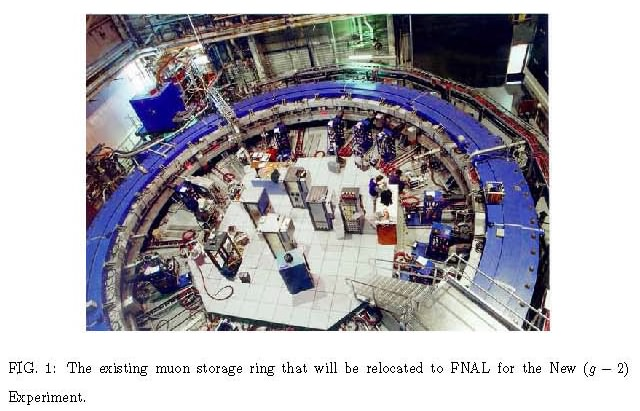 FIG. 1: The existing muon storage ring that will be relocated to FNAL for the New (g − 2)
Experiment.